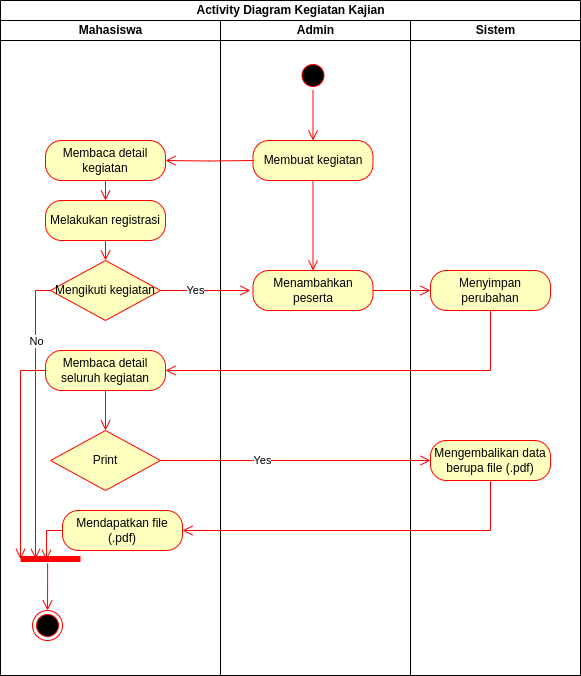 Activity Diagram Kegiatan Kajian
Mahasiswa
Admin
Sistem
Membaca detail
kegiatan
Membuat kegiatan
Melakukan registrasi
Mengikuti kegiatan
Yes
Menambahkan
peserta
Menyimpan
perubahan
No
Membaca detail
seluruh kegiatan
Print
Yes
Mengembalikan data
berupa file (.pdf)
Mendapatkan file
(.pdf)